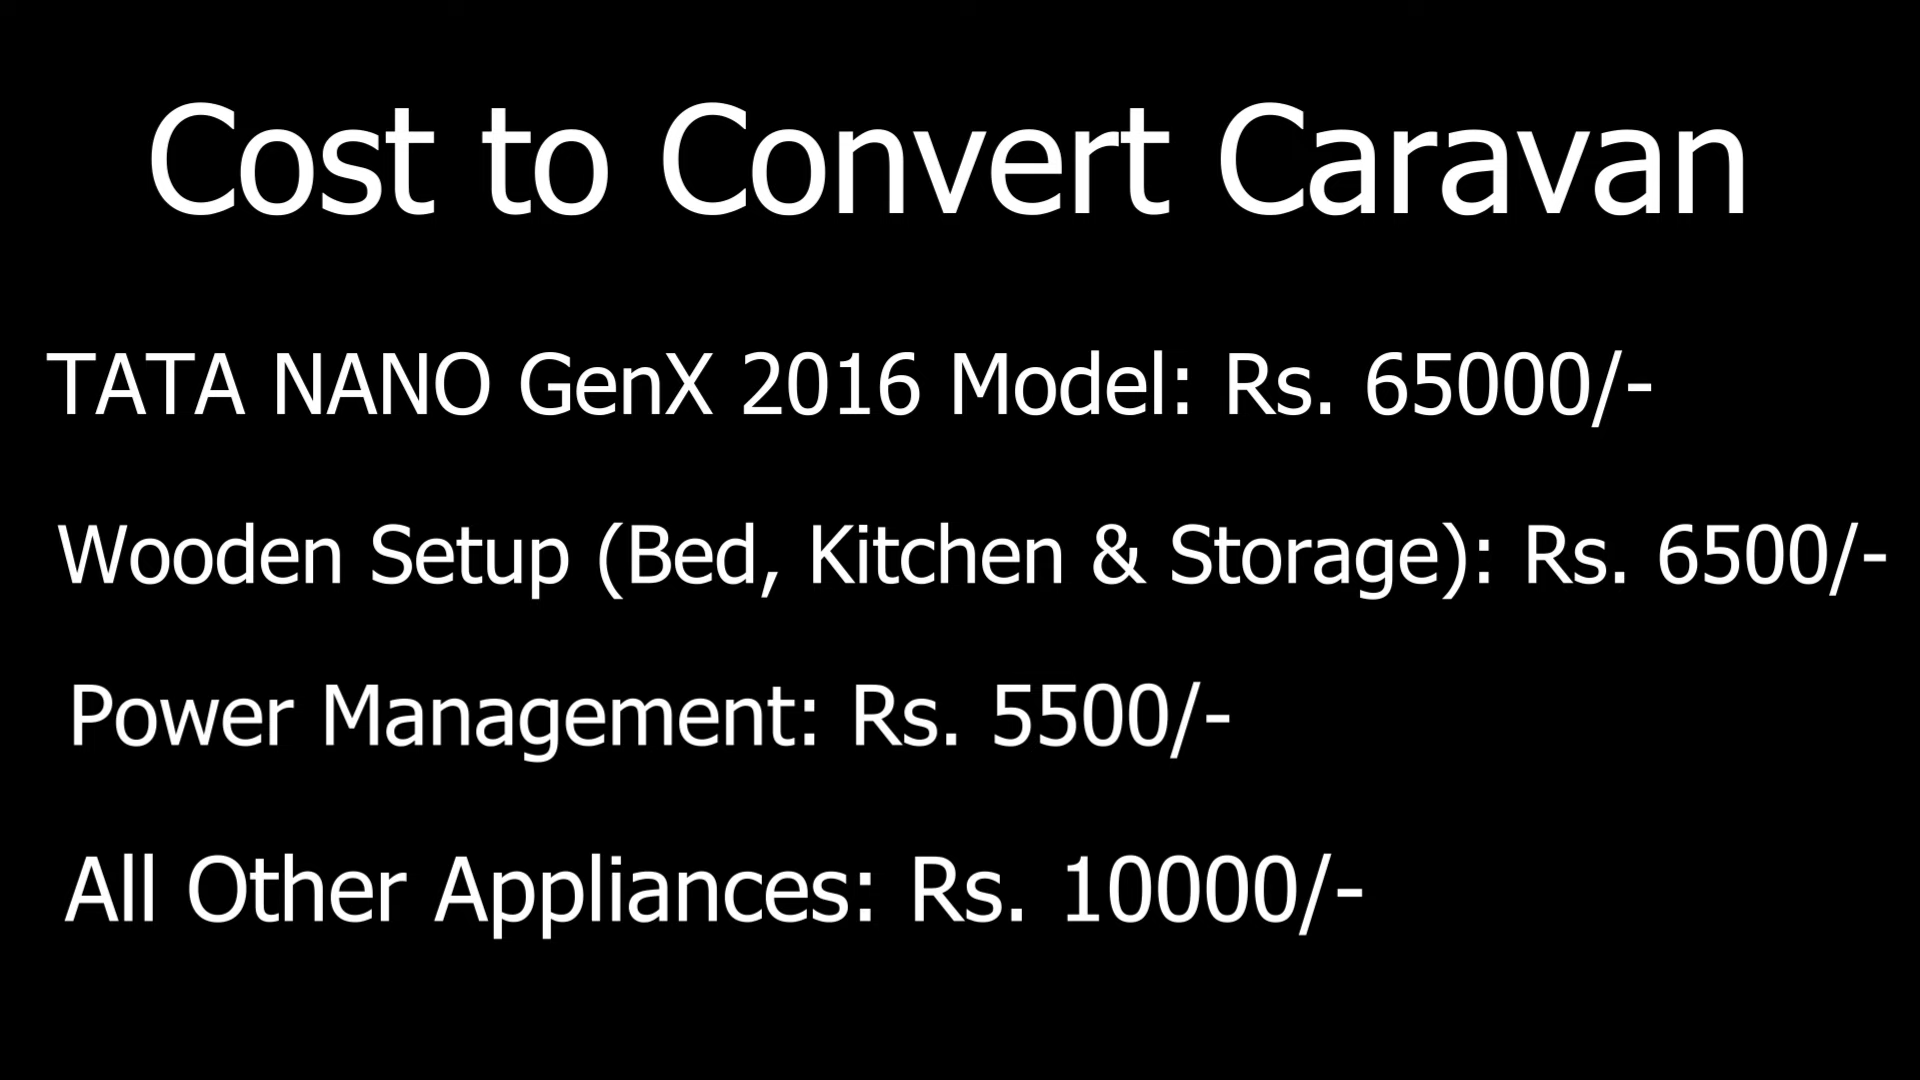 Cost to Convert Caravan
TATA NANO GenX 2016 Model: Rs. 65000/-
Wooden Setup (Bed, Kitchen & Storage): Rs. 6500/-
Power Management: Rs. 5500/-
All Other Appliances: Rs. 10000/-